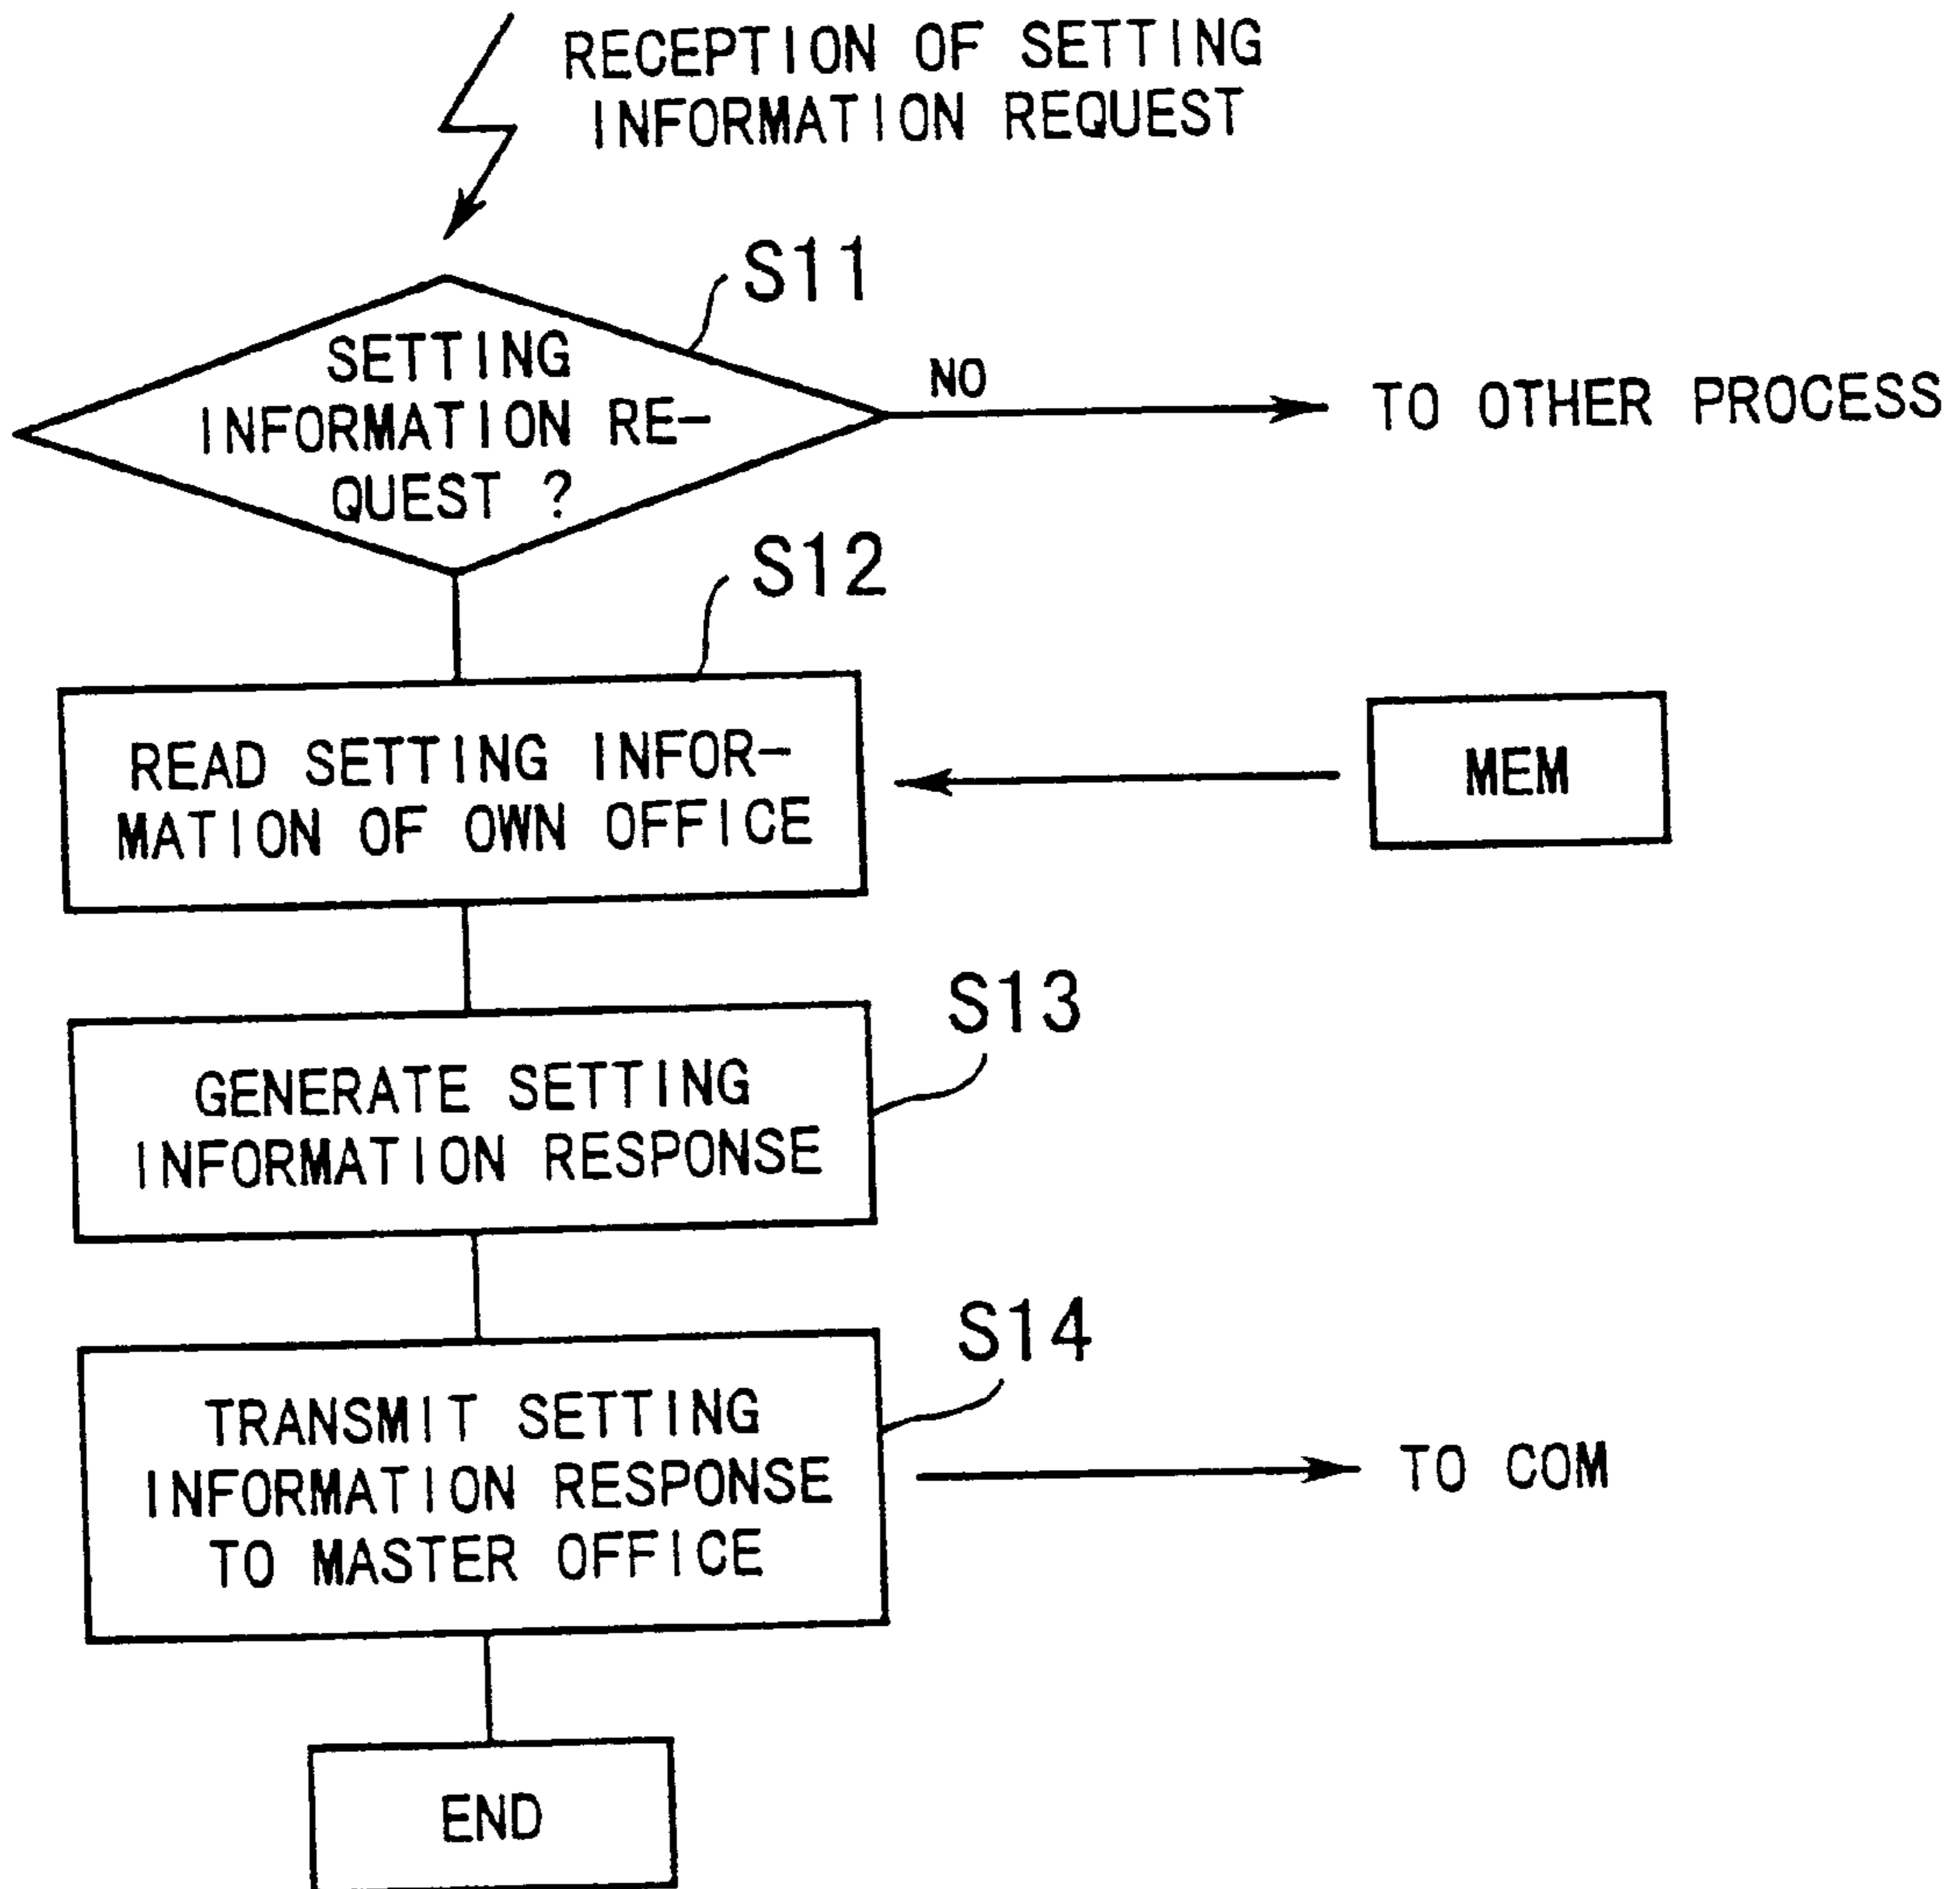 RECEPTION OF SETTING
INFORMATION REQUEST
S11
SETTING
INFORMATION RE-
QUEST ?
NO
TO OTHER PROCESS
S12
READ SETTING INFOR-
MATION OF OWN OFFICE
MEM
S13
GENERATE SETTING
INFORMATION RESPONSE
S14
TRANSMIT SETTING
INFORMATION RESPONSE
TO MASTER OFFICE
TO COM
END